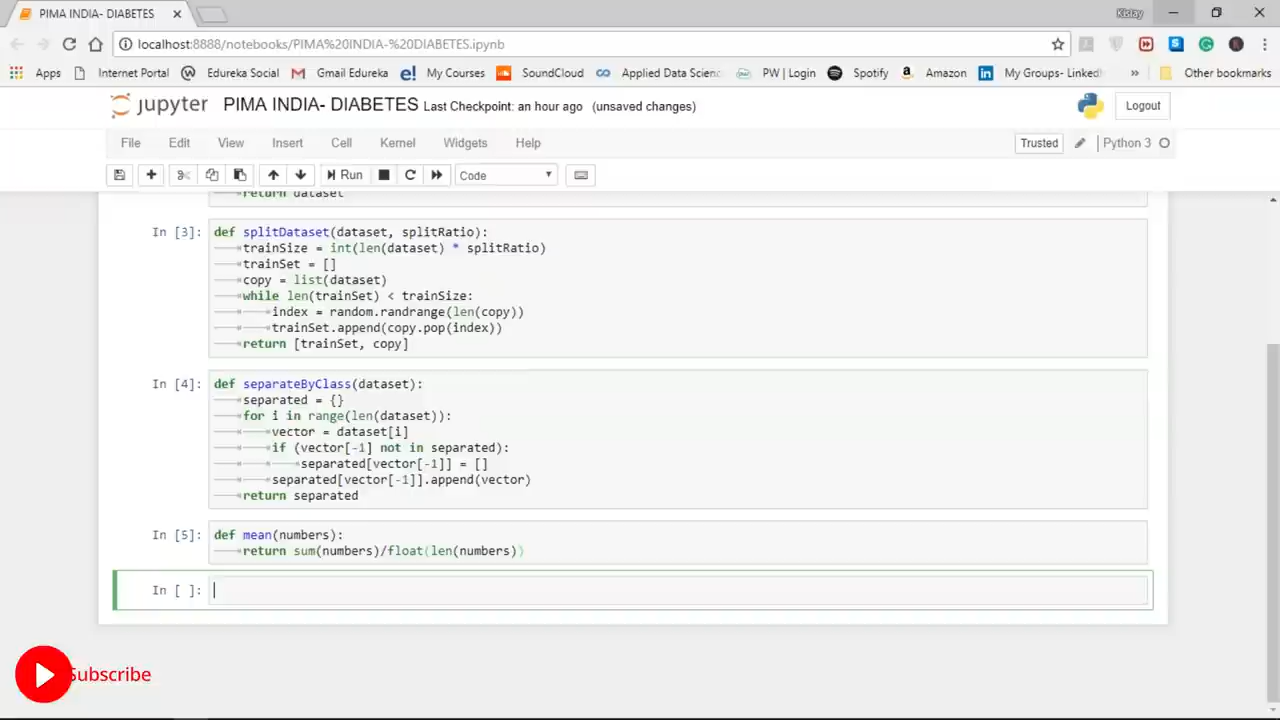 PIMA INDIA- DIABETES
Kislay
localhost:8888/notebooks/PIMA%20INDIA-%20DIABETES.ipynb
Apps Internet Portal Edureka Social Gmail Edureka My Courses SoundCloud Applied Data Scien PW | Login Spotify Amazon My Groups- Linked » Other bookmarks
jupyter PIMA INDIA- DIABETES Last Checkpoint: an hour ago (unsaved changes) Logout
File Edit View Insert Cell Kernel Widgets Help Trusted Python 3
Run Code
return dataset
In [3]: def splitDataset(dataset, splitRatio):
trainSize = int(len(dataset) * splitRatio)
trainSet = []
copy = list(dataset)
while len(trainSet) < trainSize:
index = random.randrange(len(copy))
trainSet.append(copy.pop(index))
return [trainSet, copy]
In [4]: def separateByClass(dataset):
separated = {}
for i in range(len(dataset)):
vector = dataset[i]
if (vector[-1] not in separated):
separated[vector[-1]] = []
separated[vector[-1]].append(vector)
return separated
In [5]: def mean(numbers):
return sum(numbers)/float(len(numbers))
In [ ]:
Subscribe